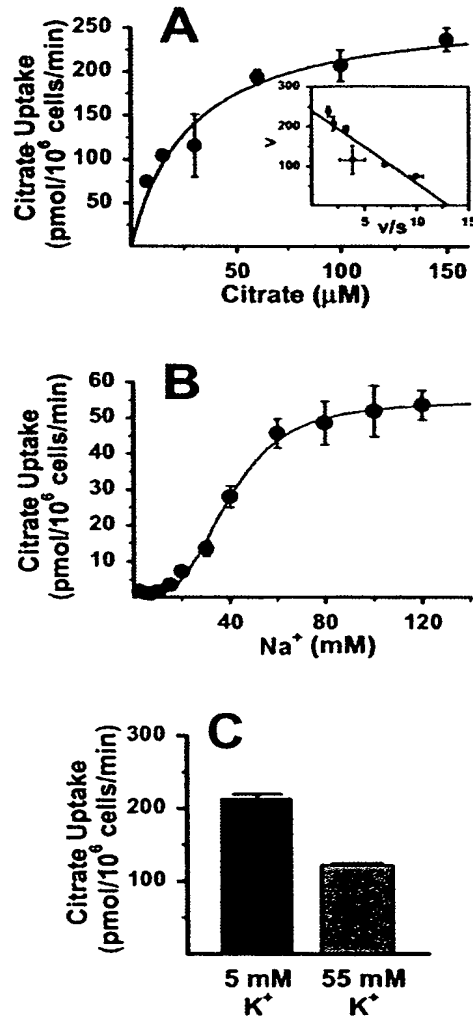 A
Citrate Uptake
(pmol/10⁶ cells/min)
250
200
150
100
50
300
200
100
v
5
10
15
v/s
50
100
150
Citrate (μM)
B
Citrate Uptake
(pmol/10⁶ cells/min)
60
50
40
30
20
10
40
80
120
Na⁺ (mM)
C
Citrate Uptake
(pmol/10⁶ cells/min)
300
200
100
5 mM
K⁺
55 mM
K⁺